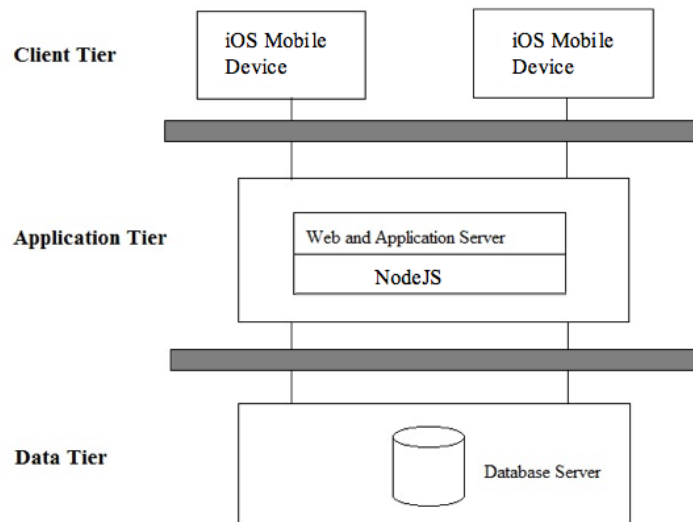 Client Tier
iOS Mobile
Device
iOS Mobile
Device
Application Tier
Web and Application Server
NodeJS
Data Tier
Database Server